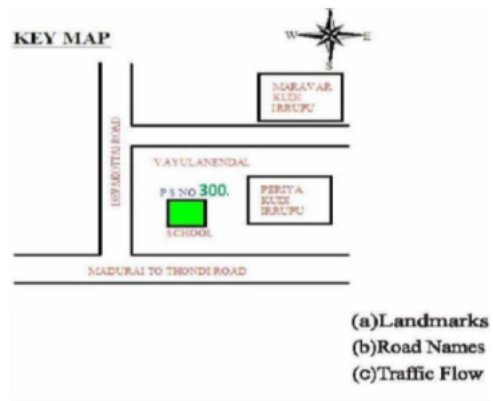 KEY MAP
W
E
S
MARAVAR
KUDI
IRRUPU
VAYULANENDAL
P S NO 300.
PERIYA
KUDI
IRRUPU
SCHOOL
MADURAI TO THONDI ROAD
(a)Landmarks
(b)Road Names
(c)Traffic Flow